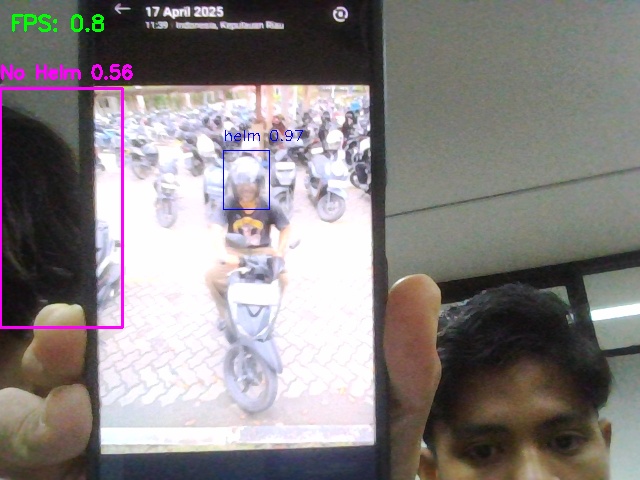 FPS: 0.8
17 April 2025
11:39 | Indonesia, Kepulauan Riau
No Helm 0.56
helm 0.97